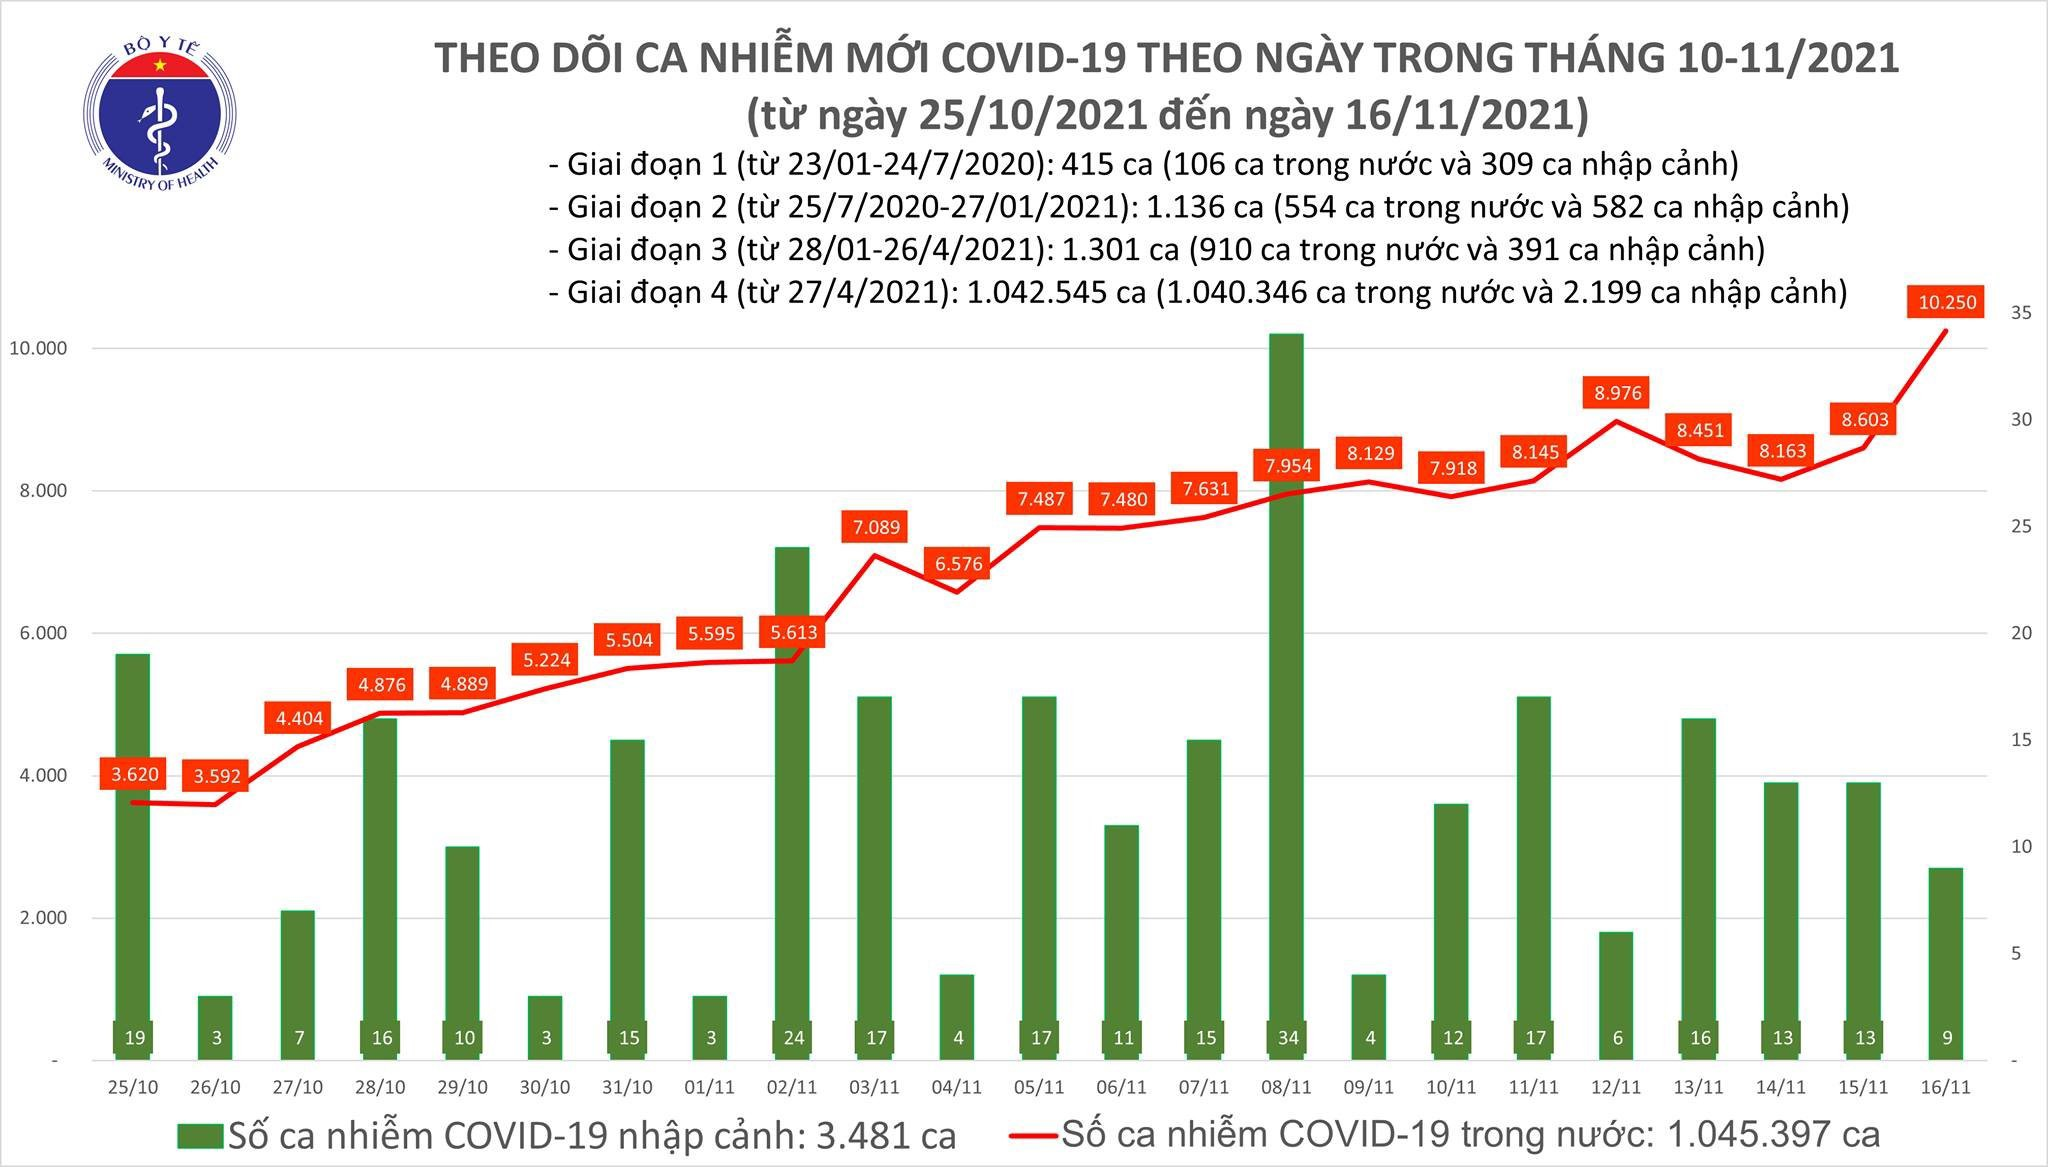 BỘ Y TẾ
MINISTRY OF HEALTH
THEO DÕI CA NHIỄM MỚI COVID-19 THEO NGÀY TRONG THÁNG 10-11/2021
(từ ngày 25/10/2021 đến ngày 16/11/2021)
- Giai đoạn 1 (từ 23/01-24/7/2020): 415 ca (106 ca trong nước và 309 ca nhập cảnh)
- Giai đoạn 2 (từ 25/7/2020-27/01/2021): 1.136 ca (554 ca trong nước và 582 ca nhập cảnh)
- Giai đoạn 3 (từ 28/01-26/4/2021): 1.301 ca (910 ca trong nước và 391 ca nhập cảnh)
- Giai đoạn 4 (từ 27/4/2021): 1.042.545 ca (1.040.346 ca trong nước và 2.199 ca nhập cảnh)
10.000
8.000
6.000
4.000
2.000
-
3.620 3.592 4.404 4.876 4.889 5.224 5.504 5.595 5.613 7.089 6.576 7.487 7.480 7.631 7.954 8.129 7.918 8.145 8.976 8.451 8.163 8.603 10.250
35
30
25
20
15
10
5
-
19 3 7 16 10 3 15 3 24 17 4 17 11 15 34 4 12 17 6 16 13 13 9
25/10 26/10 27/10 28/10 29/10 30/10 31/10 01/11 02/11 03/11 04/11 05/11 06/11 07/11 08/11 09/11 10/11 11/11 12/11 13/11 14/11 15/11 16/11
Số ca nhiễm COVID-19 nhập cảnh: 3.481 ca Số ca nhiễm COVID-19 trong nước: 1.045.397 ca